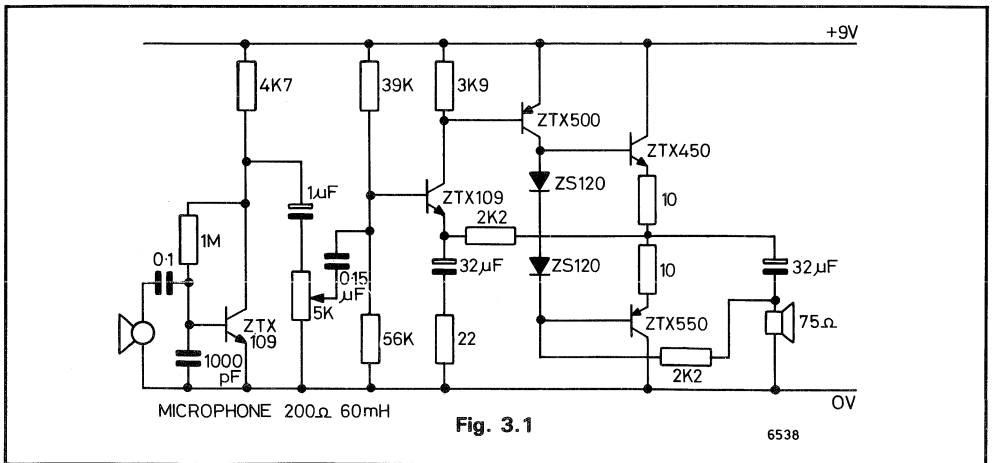 +9V
4K7
39K
3K9
ZTX500
ZTX450
ZS120
1µF
ZTX109
10
2K2
1M
0·1
0·15
µF
32µF
ZS120
10
32µF
5K
ZTX
109
56K
22
ZTX550
75Ω
1000
pF
2K2
MICROPHONE 200Ω 60mH
0V
Fig. 3.1
6538